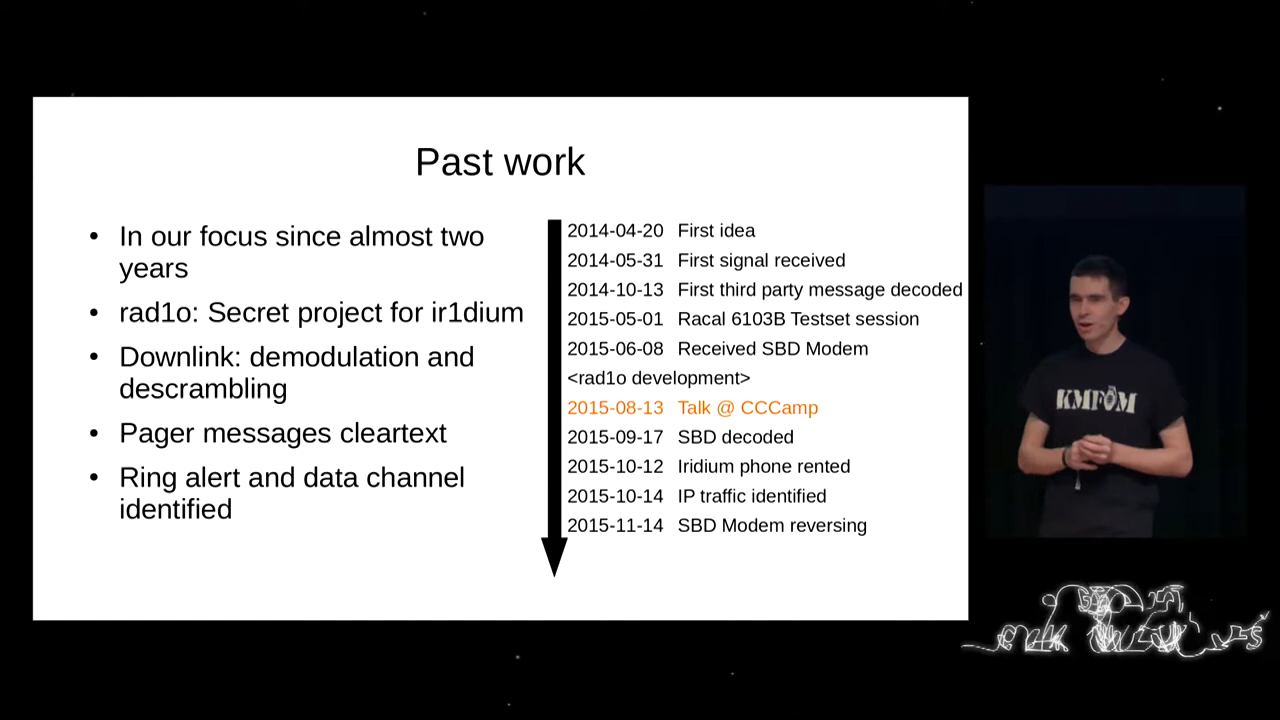 Past work
• In our focus since almost two
years
• rad1o: Secret project for ir1dium
• Downlink: demodulation and
descrambling
• Pager messages cleartext
• Ring alert and data channel
identified
2014-04-20 First idea
2014-05-31 First signal received
2014-10-13 First third party message decoded
2015-05-01 Racal 6103B Testset session
2015-06-08 Received SBD Modem
<rad1o development>
2015-08-13 Talk @ CCCamp
2015-09-17 SBD decoded
2015-10-12 Iridium phone rented
2015-10-14 IP traffic identified
2015-11-14 SBD Modem reversing
KMFOM